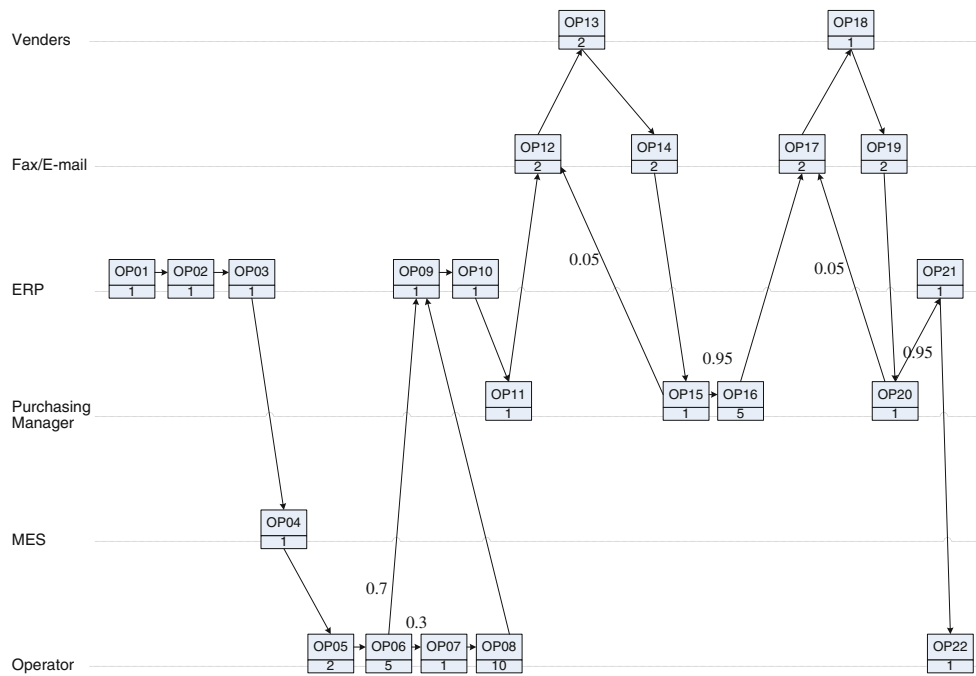 Venders
OP13
2
OP18
1
Fax/E-mail
OP12
2
OP14
2
OP17
2
OP19
2
0.05
0.05
ERP
OP01
1
OP02
1
OP03
1
OP09
1
OP10
1
OP21
1
0.95
0.95
Purchasing
Manager
OP11
1
OP15
1
OP16
5
OP20
1
MES
OP04
1
0.7
0.3
Operator
OP05
2
OP06
5
OP07
1
OP08
10
OP22
1